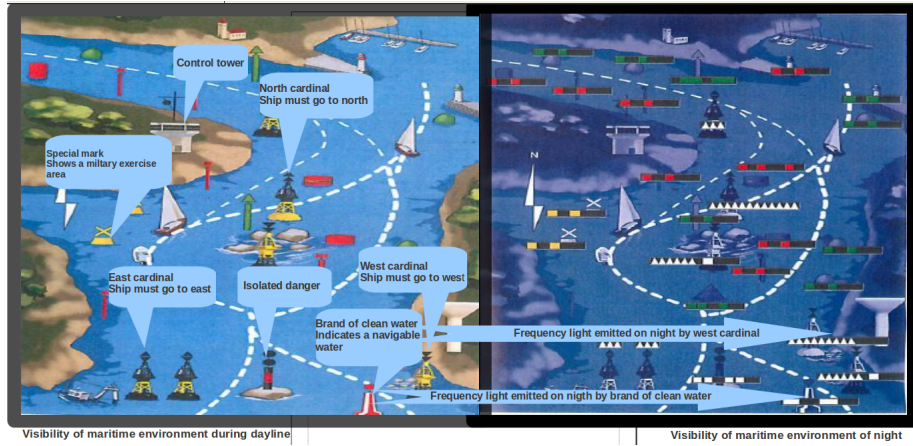 Control tower
North cardinal
Ship must go to north
Special mark
Shows a miltary exercise
area
N
East cardinal
Ship must go to east
Isolated danger
West cardinal
Ship must go to west
Brand of clean water
Indicates a navigable
water
Frequency light emitted on night by west cardinal
Frequency light emitted on nigth by brand of clean water
Visibility of maritime environment during dayline
Visibility of maritime environment of night